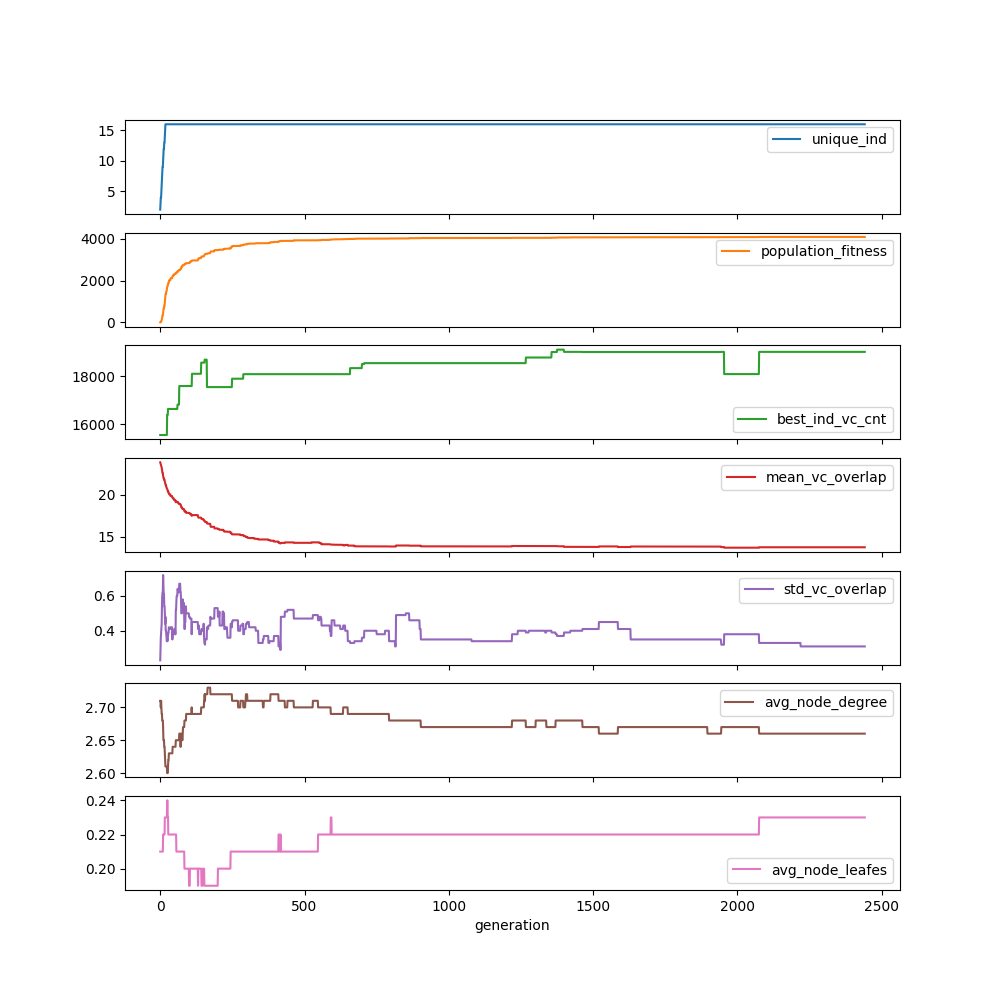 15
10
5
unique_ind
4000
2000
0
population_fitness
18000
16000
best_ind_vc_cnt
20
15
mean_vc_overlap
0.6
0.4
std_vc_overlap
2.70
2.65
2.60
avg_node_degree
0.24
0.22
0.20
avg_node_leafes
0 500 1000 1500 2000 2500
generation